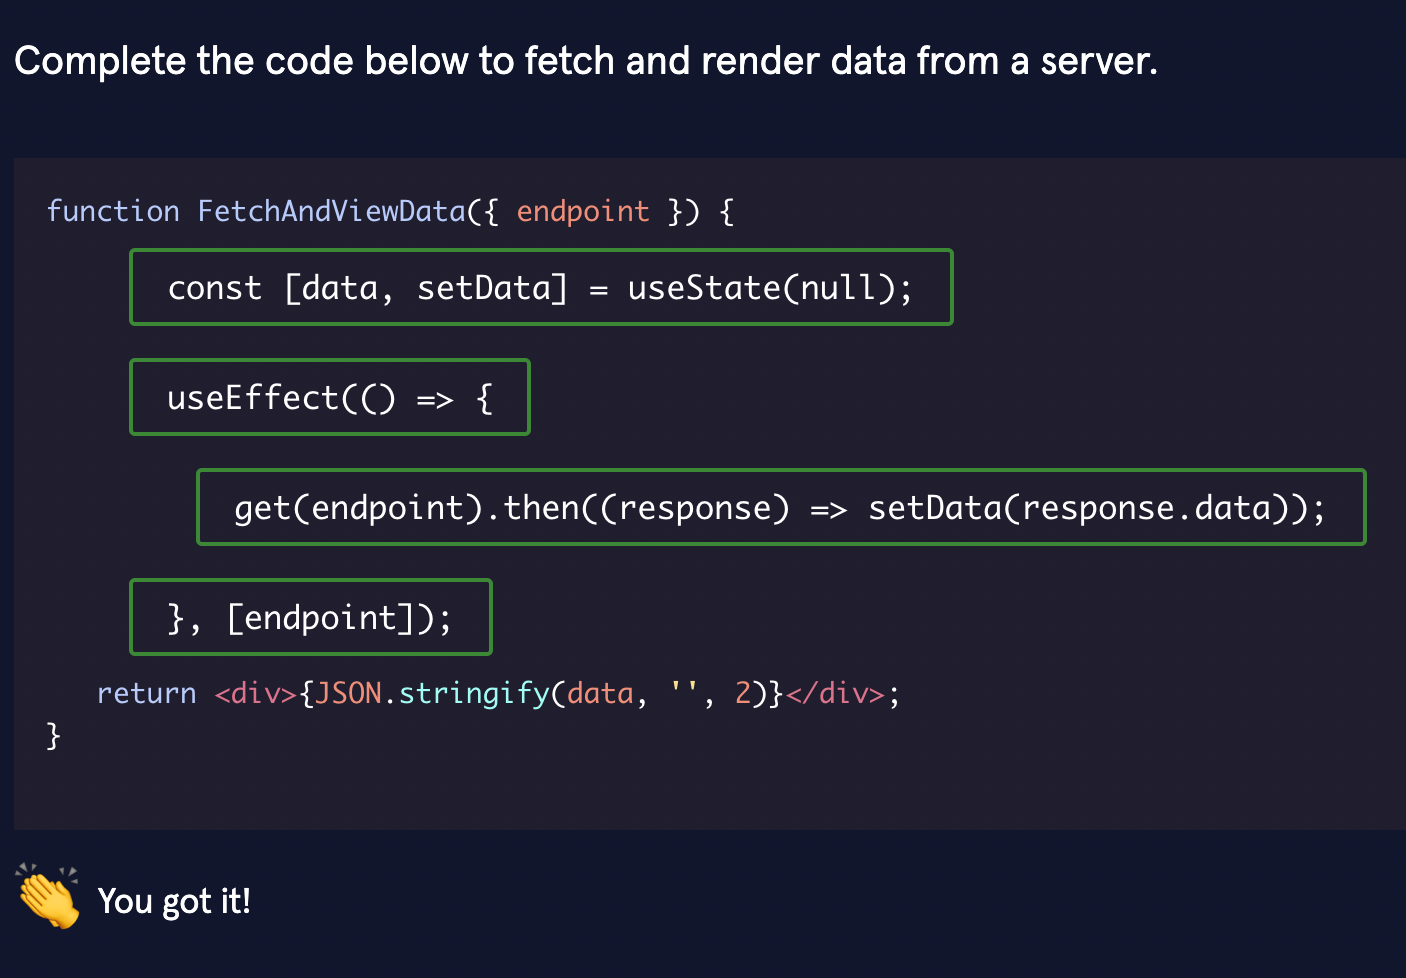 Complete the code below to fetch and render data from a server.
function FetchAndViewData({ endpoint }) {
const [data, setData] = useState(null);
useEffect(() => {
get(endpoint).then((response) => setData(response.data));
}, [endpoint]);
return <div>{JSON.stringify(data, '', 2)}</div>;
}
You got it!